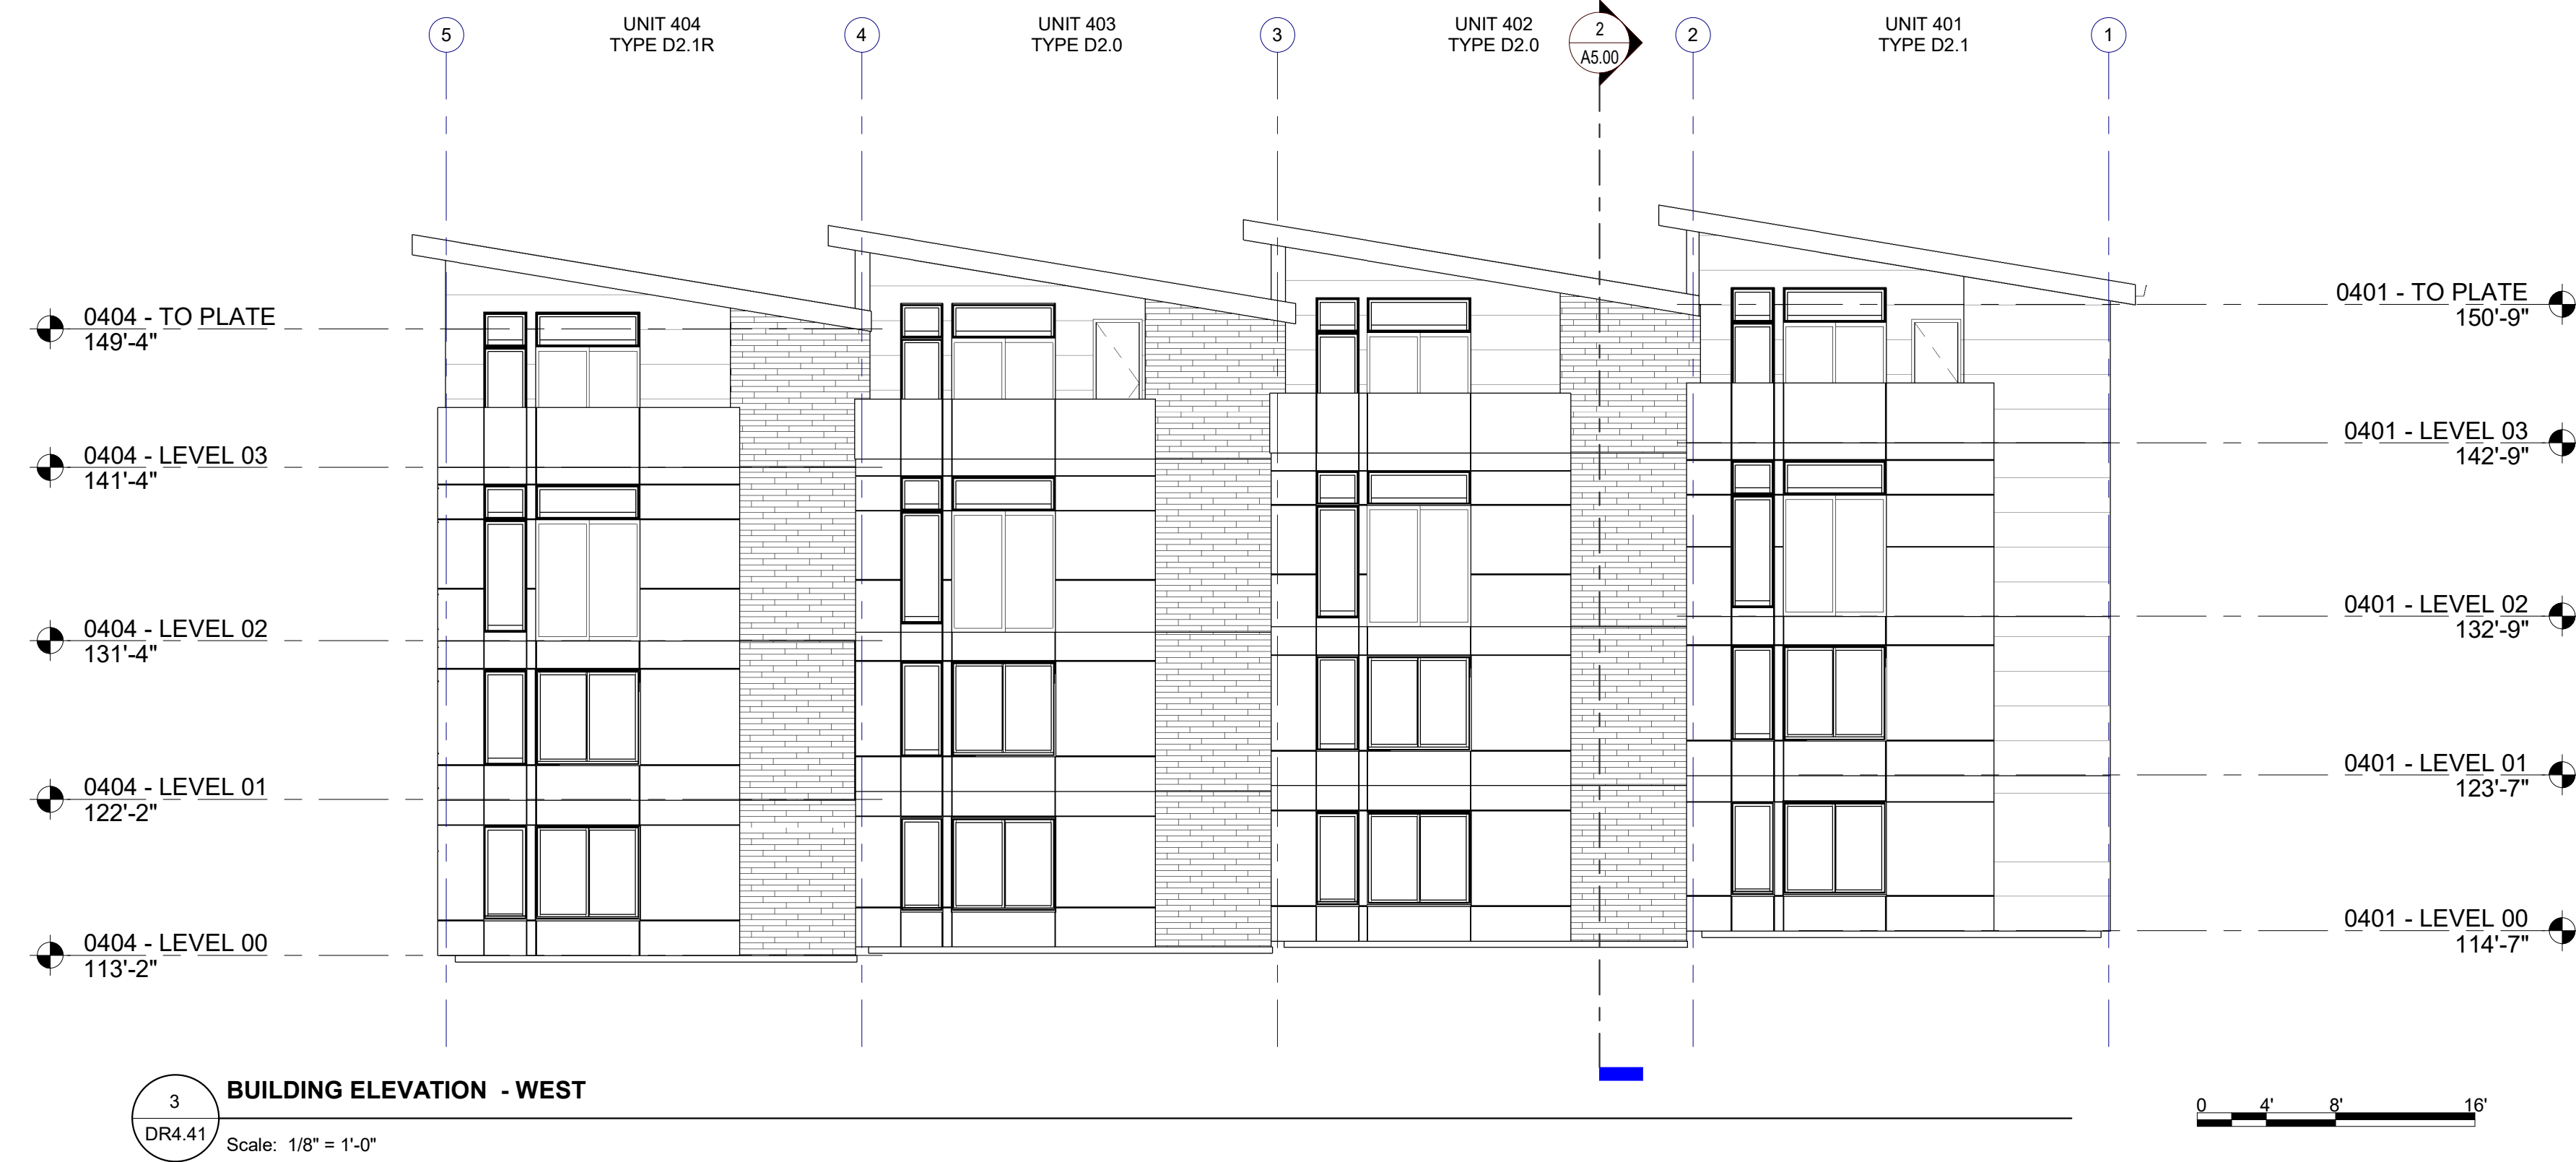 5
UNIT 404
TYPE D2.1R
4
UNIT 403
TYPE D2.0
3
UNIT 402
TYPE D2.0
2
A5.00
2
UNIT 401
TYPE D2.1
1
0404 - TO PLATE
149'-4"
0404 - LEVEL 03
141'-4"
0404 - LEVEL 02
131'-4"
0404 - LEVEL 01
122'-2"
0404 - LEVEL 00
113'-2"
0401 - TO PLATE
150'-9"
0401 - LEVEL 03
142'-9"
0401 - LEVEL 02
132'-9"
0401 - LEVEL 01
123'-7"
0401 - LEVEL 00
114'-7"
3
DR4.41
BUILDING ELEVATION - WEST
Scale: 1/8" = 1'-0"
0 4' 8' 16'